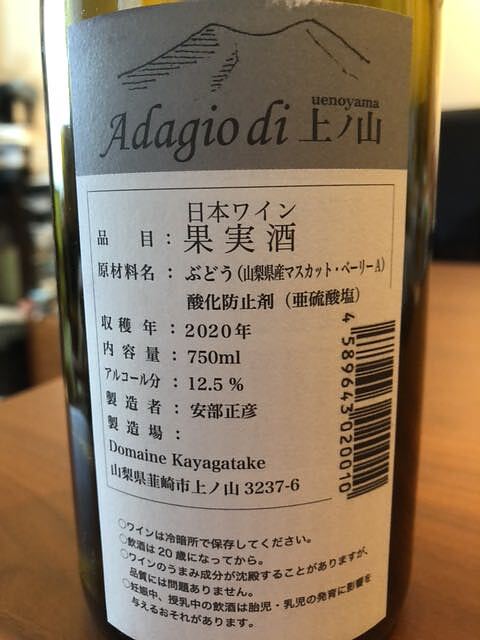 uenoyama
Adagio di 上ノ山
日本ワイン
品目：果実酒
原材料名：ぶどう（山梨県産マスカット・ベーリーA）
酸化防止剤（亜硫酸塩）
収穫年：2020年
内容量：750ml
アルコール分：12.5％
製造者：安部正彦
製造場：
Domaine Kayagatake
山梨県韮崎市上ノ山3237-6
4 589643 020010
○ワインは冷暗所で保存してください。
○飲酒は20歳になってから。
○ワインのうまみ成分が沈殿することがありますが、
品質には問題ありません。
○妊娠中、授乳中の飲酒は胎児・乳児の発育に影響を
与えるおそれがあります。